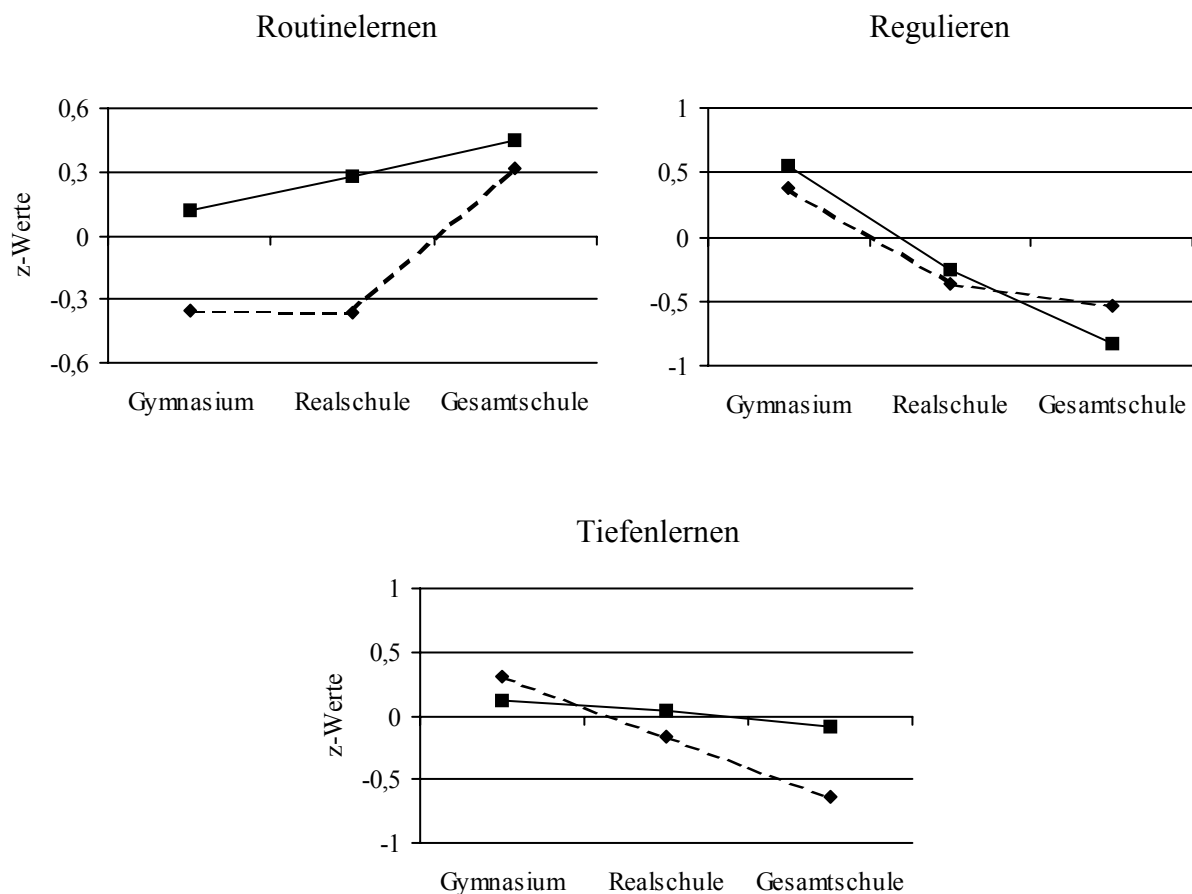 Routinelernen
0,6
0,3
0
-0,3
-0,6
z-Werte
Gymnasium Realschule Gesamtschule
Regulieren
1
0,5
0
-0,5
-1
Gymnasium Realschule Gesamtschule
Tiefenlernen
1
0,5
0
-0,5
-1
z-Werte
Gymnasium Realschule Gesamtschule